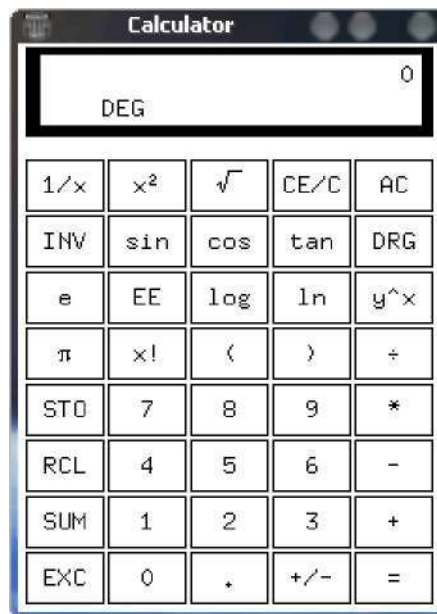 Calculator
0
DEG
1/x x² √ CE/C AC
INV sin cos tan DRG
e EE log ln y^x
π x! ( ) ÷
STO 7 8 9 *
RCL 4 5 6 -
SUM 1 2 3 +
EXC 0 . +/- =